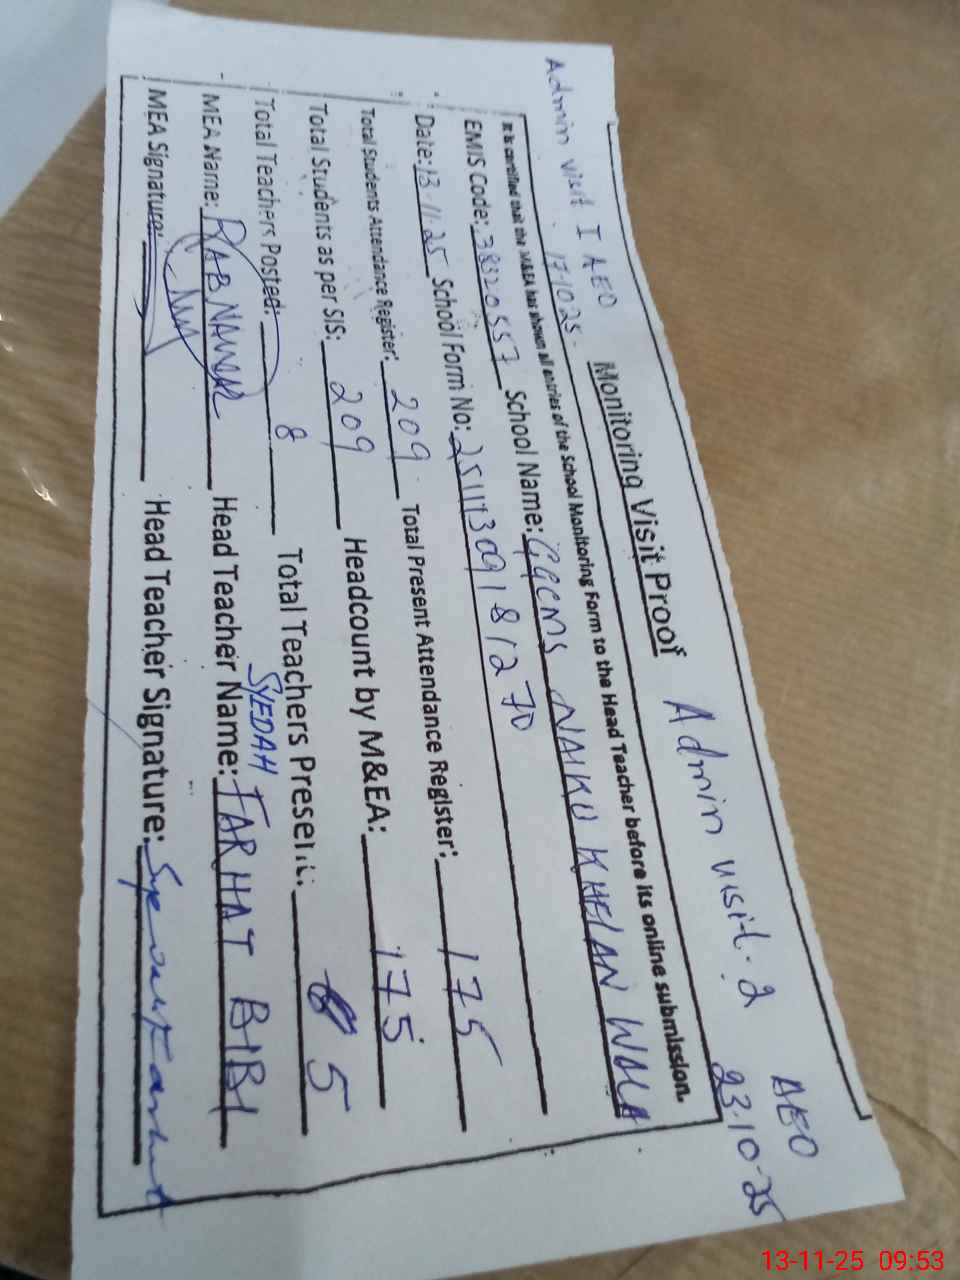 Admin visit I AEO
17-10-25.
Admin visit. 2 AEO
23-10-25
Monitoring Visit Proof
It is certified that the M&EA has shown all entries of the School Monitoring Form to the Head Teacher before its online submission.
EMIS Code: 38320557 School Name: GGCMS NAIKU KHELAN WALA
Date: 13-11-25 School Form No: 25111309181270
Total Students Attendance Register: 209 Total Present Attendance Register: 175
Total Students as per SIS: 209 Headcount by M&EA: 175
Total Teachers Posted: 8 Total Teachers Present: 5
MEA Name: RAB NAWAZ Head Teacher Name: SYEDAH FARHAT BIBI
MEA Signature: Head Teacher Signature:
13-11-25 09:53